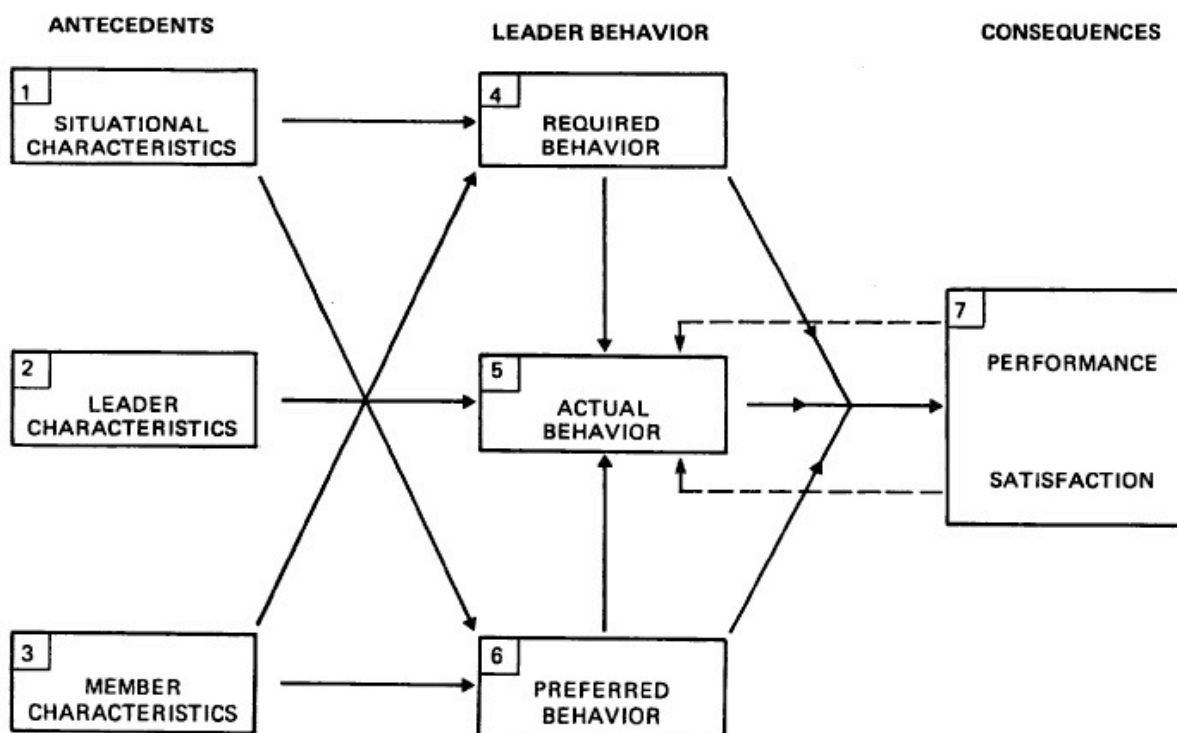 ANTECEDENTS
LEADER BEHAVIOR
CONSEQUENCES
1
SITUATIONAL
CHARACTERISTICS
4
REQUIRED
BEHAVIOR
7
PERFORMANCE
SATISFACTION
2
LEADER
CHARACTERISTICS
5
ACTUAL
BEHAVIOR
3
MEMBER
CHARACTERISTICS
6
PREFERRED
BEHAVIOR